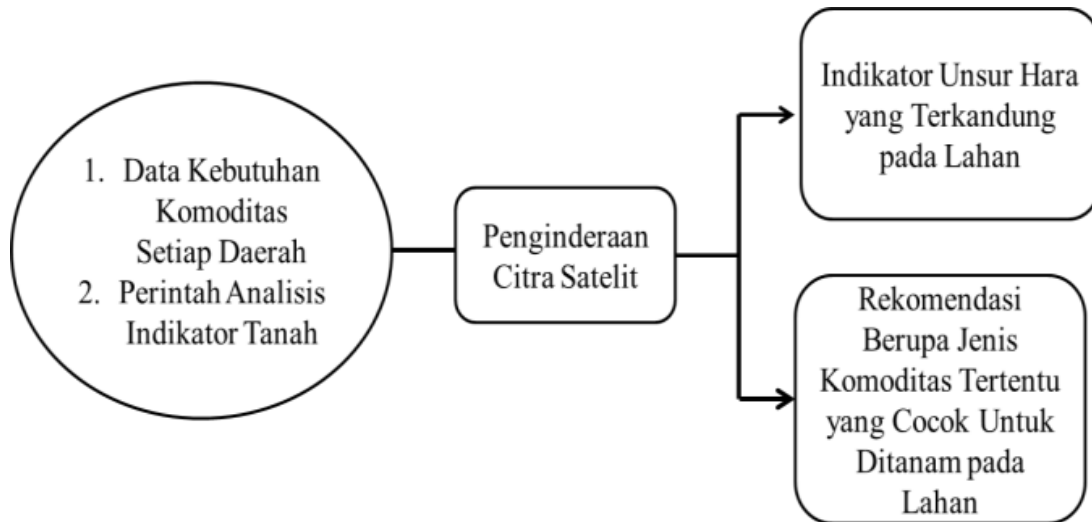 1. Data Kebutuhan
Komoditas
Setiap Daerah
2. Perintah Analisis
Indikator Tanah
Penginderaan
Citra Satelit
Indikator Unsur Hara
yang Terkandung
pada Lahan
Rekomendasi
Berupa Jenis
Komoditas Tertentu
yang Cocok Untuk
Ditanam pada
Lahan